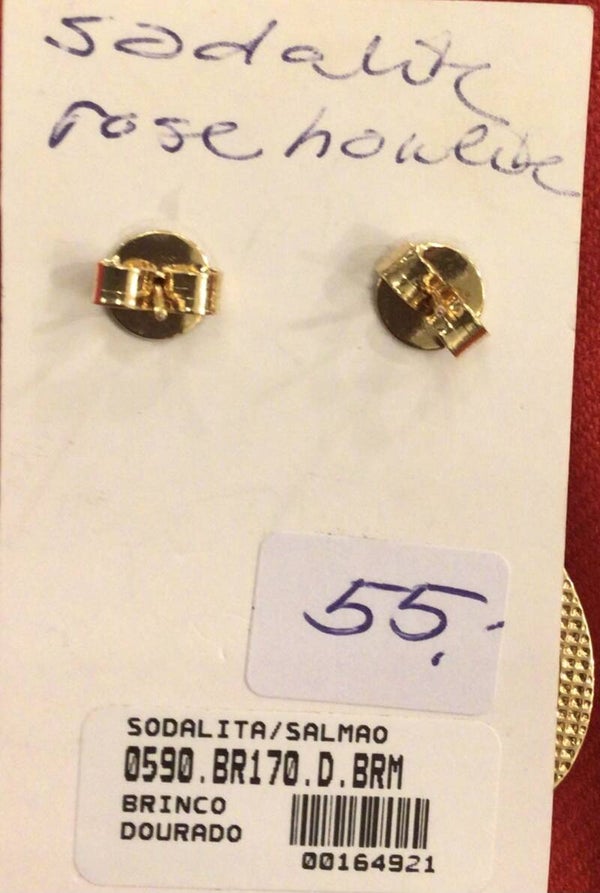 sodalite
rose howlite
55.-
SODALITA/SALMAO
0590.BR170.D.BRM
BRINCO
DOURADO
00164921